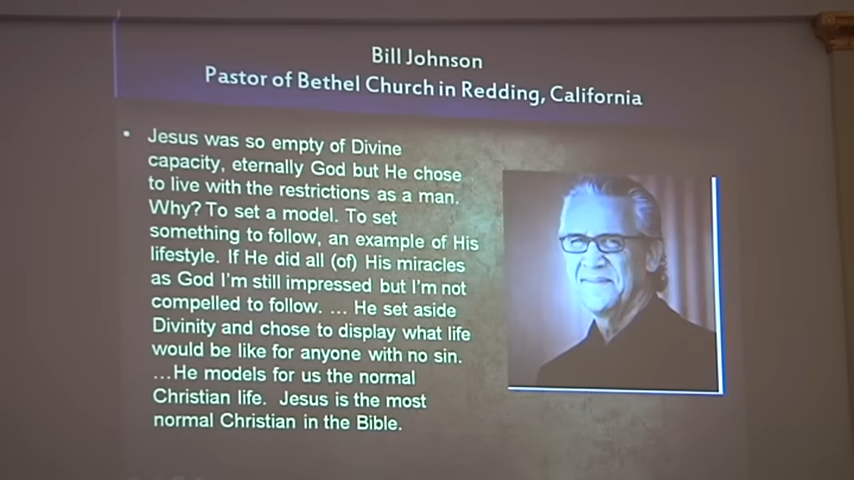 Bill Johnson
Pastor of Bethel Church in Redding, California
• Jesus was so empty of Divine
capacity, eternally God but He chose
to live with the restrictions as a man.
Why? To set a model. To set
something to follow, an example of His
lifestyle. If He did all (of) His miracles
as God I'm still impressed but I'm not
compelled to follow. ... He set aside
Divinity and chose to display what life
would be like for anyone with no sin.
...He models for us the normal
Christian life. Jesus is the most
normal Christian in the Bible.